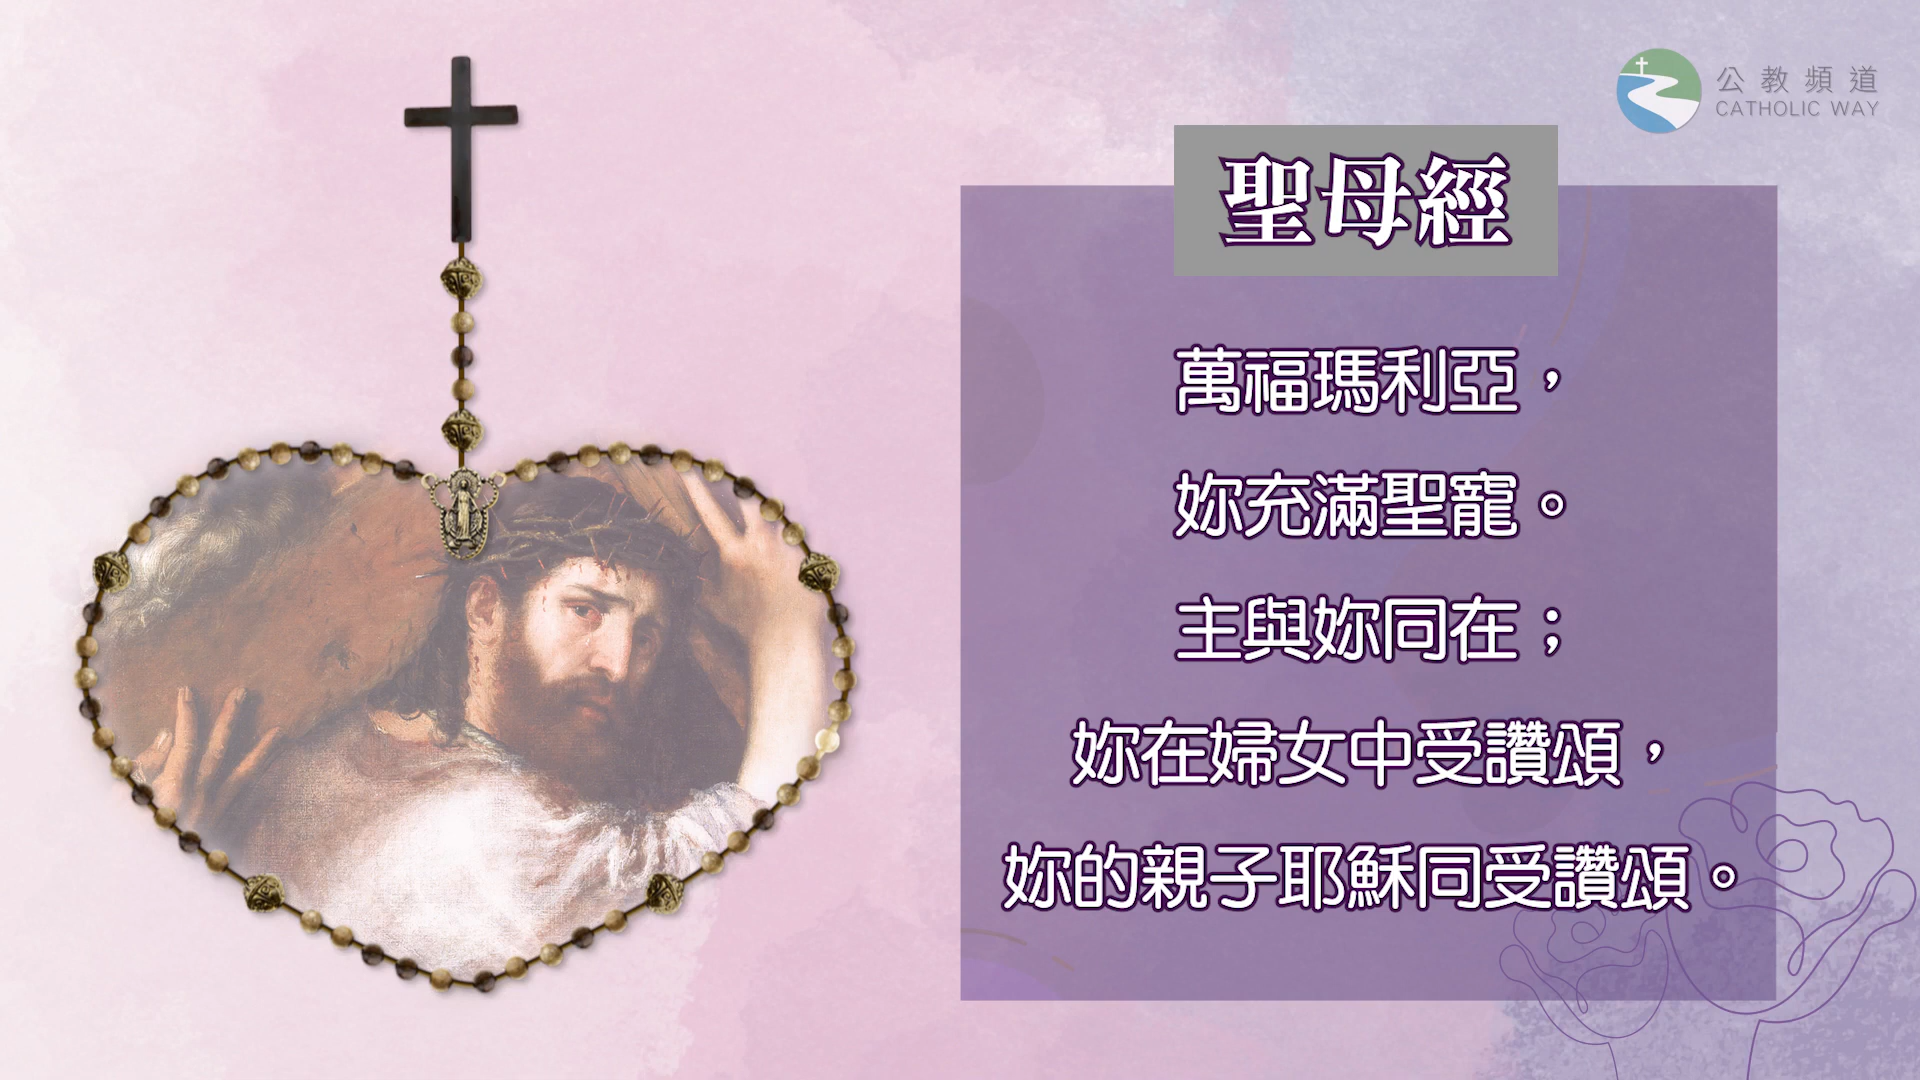 公教頻道
CATHOLIC WAY
聖母經
萬福瑪利亞，
妳充滿聖寵。
主與妳同在；
妳在婦女中受讚頌，
妳的親子耶穌同受讚頌。